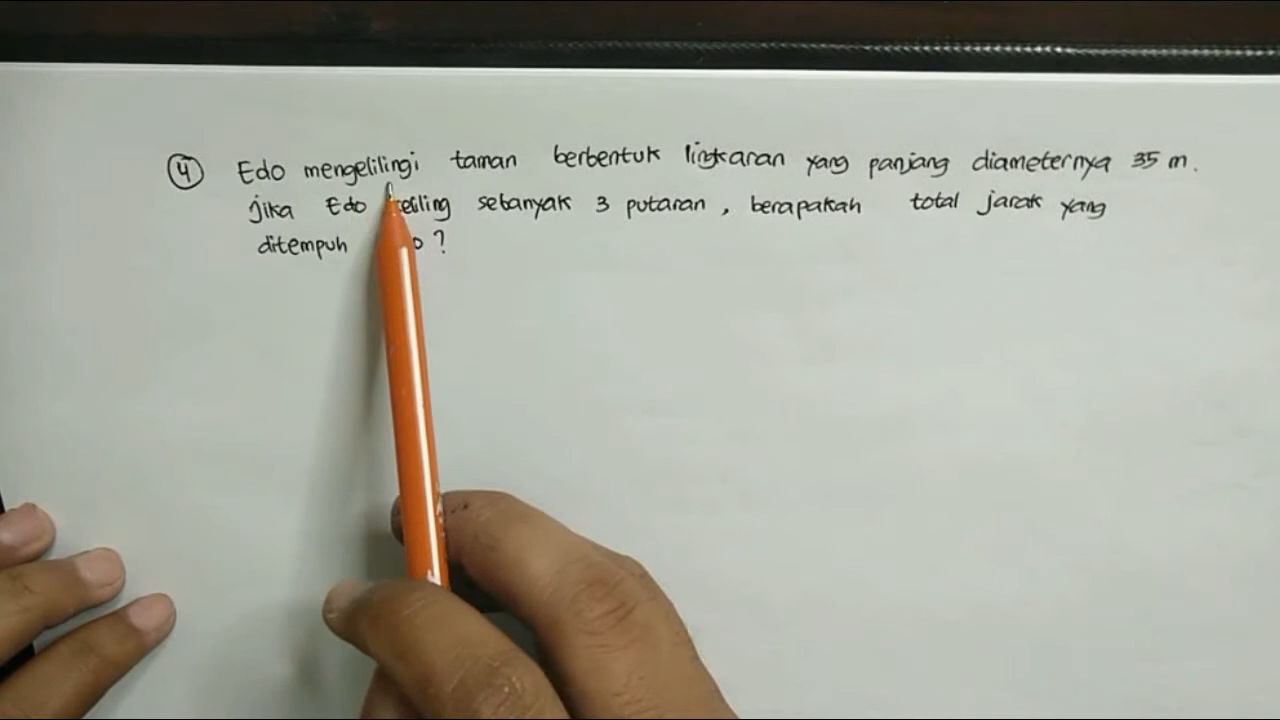 4 Edo mengelilingi taman berbentuk lingkaran yang panjang diameternya 35 m.
jika Edo keliling sebanyak 3 putaran, berapakah total jarak yang
ditempuh ?